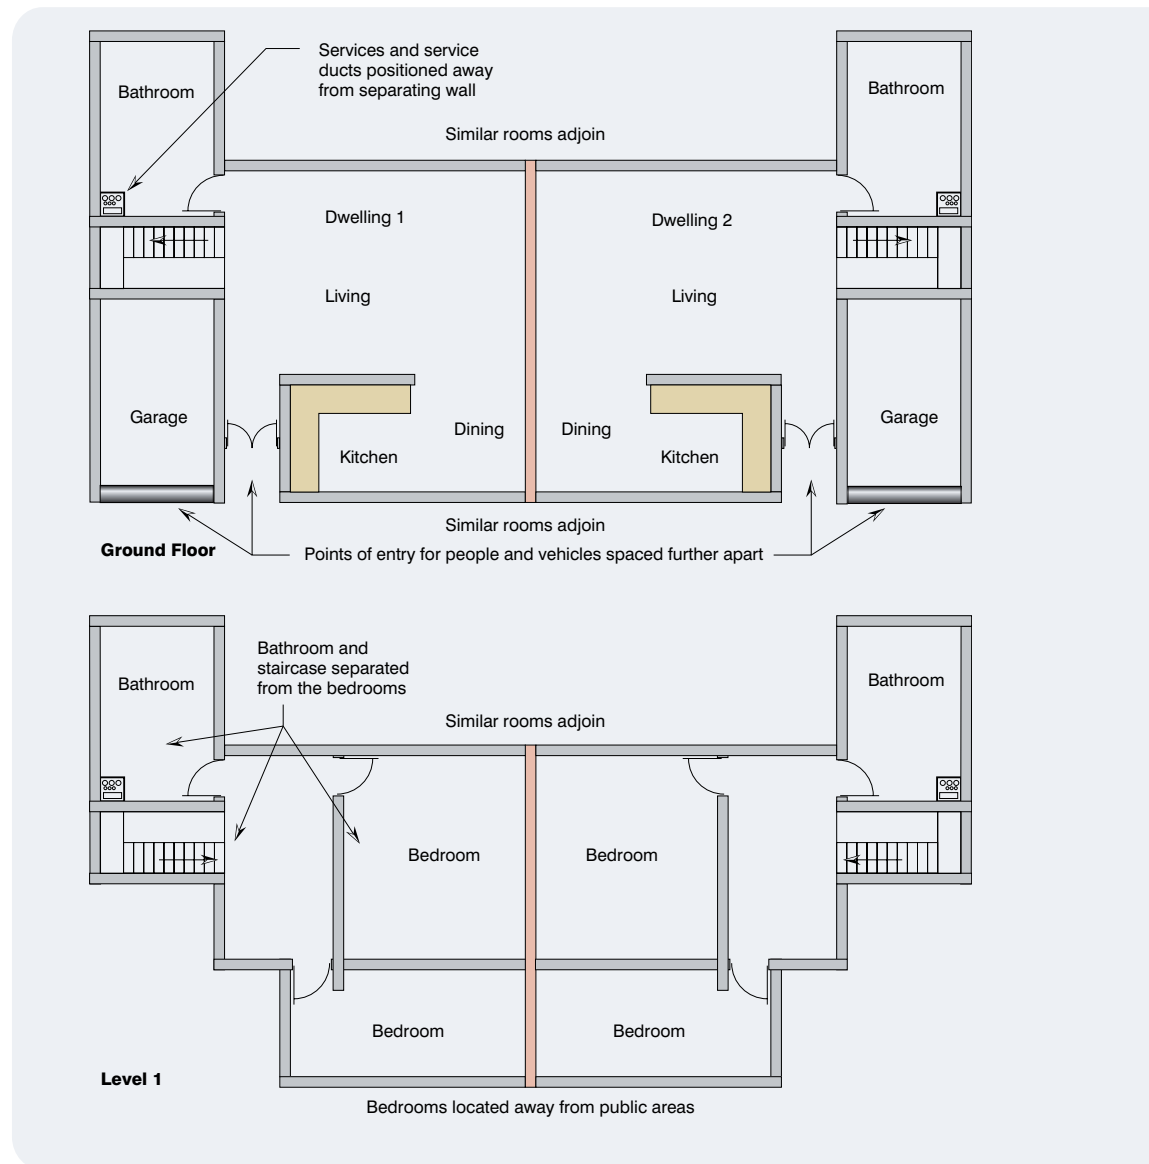 Services and service
ducts positioned away
from separating wall
Bathroom
Bathroom
Similar rooms adjoin
Dwelling 1
Dwelling 2
Living
Living
Garage
Dining
Dining
Garage
Kitchen
Kitchen
Similar rooms adjoin
Ground Floor
Points of entry for people and vehicles spaced further apart
Bathroom and
staircase separated
from the bedrooms
Bathroom
Bathroom
Similar rooms adjoin
Bedroom
Bedroom
Bedroom
Bedroom
Level 1
Bedrooms located away from public areas